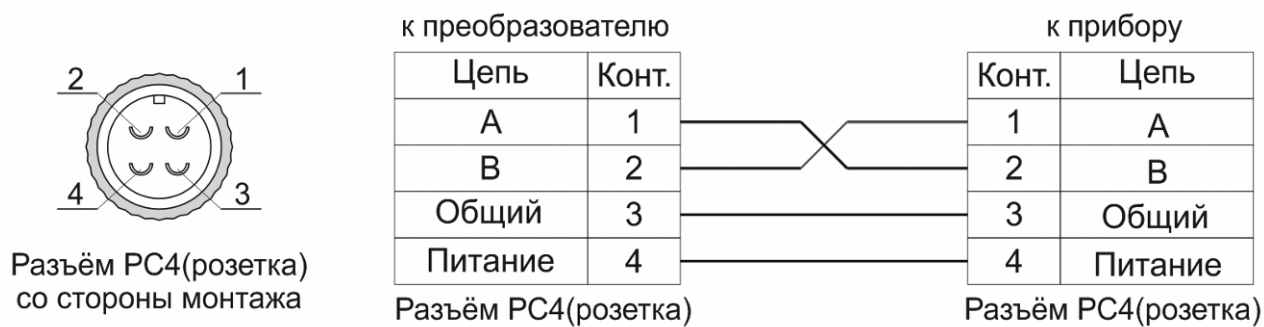 2 1
4 3
Разъём РС4(розетка)
со стороны монтажа
к преобразователю
Цепь Конт.
А 1
В 2
Общий 3
Питание 4
Разъём РС4(розетка)
к прибору
Конт. Цепь
1 А
2 В
3 Общий
4 Питание
Разъём РС4(розетка)